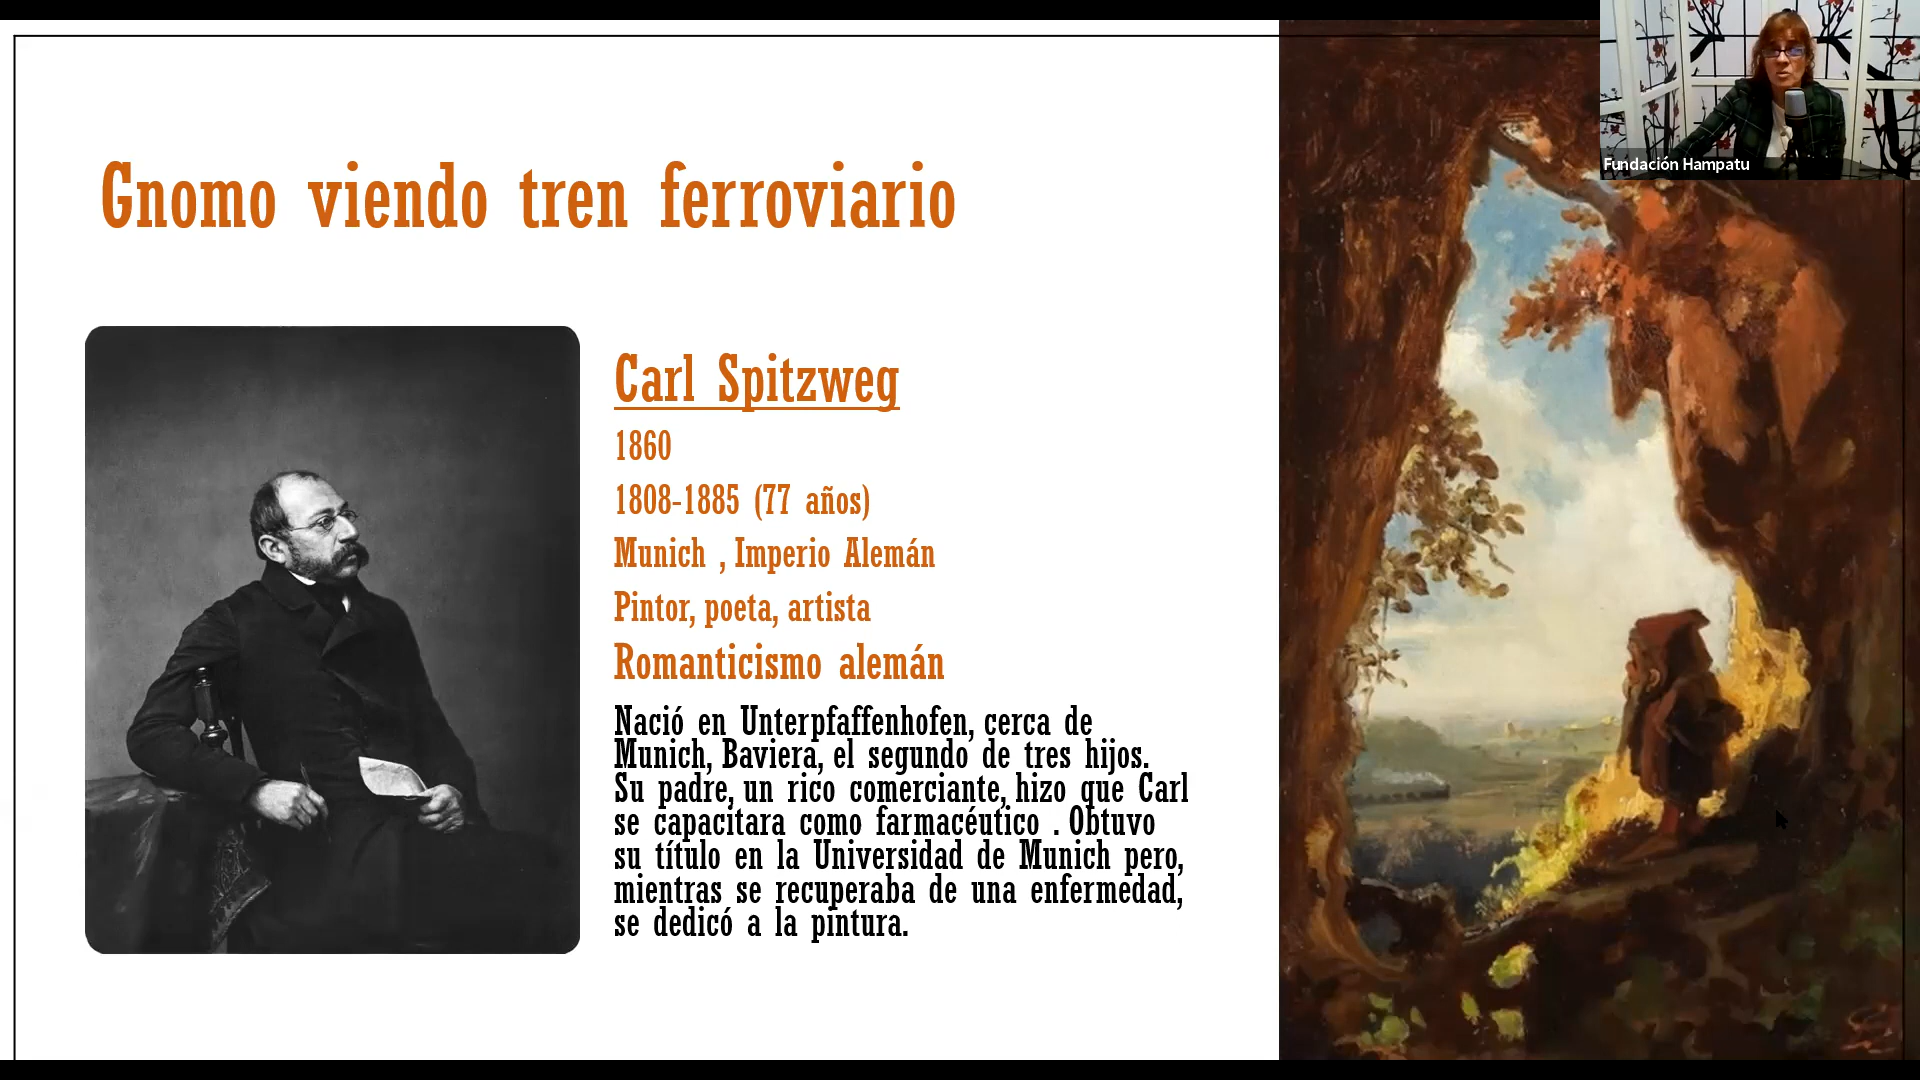 Fundación Hampatu
Gnomo viendo tren ferroviario
Carl Spitzweg
1860
1808-1885 (77 años)
Munich , Imperio Alemán
Pintor, poeta, artista
Romanticismo alemán
Nació en Unterpfaffenhofen, cerca de
Munich, Baviera, el segundo de tres hijos.
Su padre, un rico comerciante, hizo que Carl
se capacitara como farmacéutico . Obtuvo
su título en la Universidad de Munich pero,
mientras se recuperaba de una enfermedad,
se dedicó a la pintura.